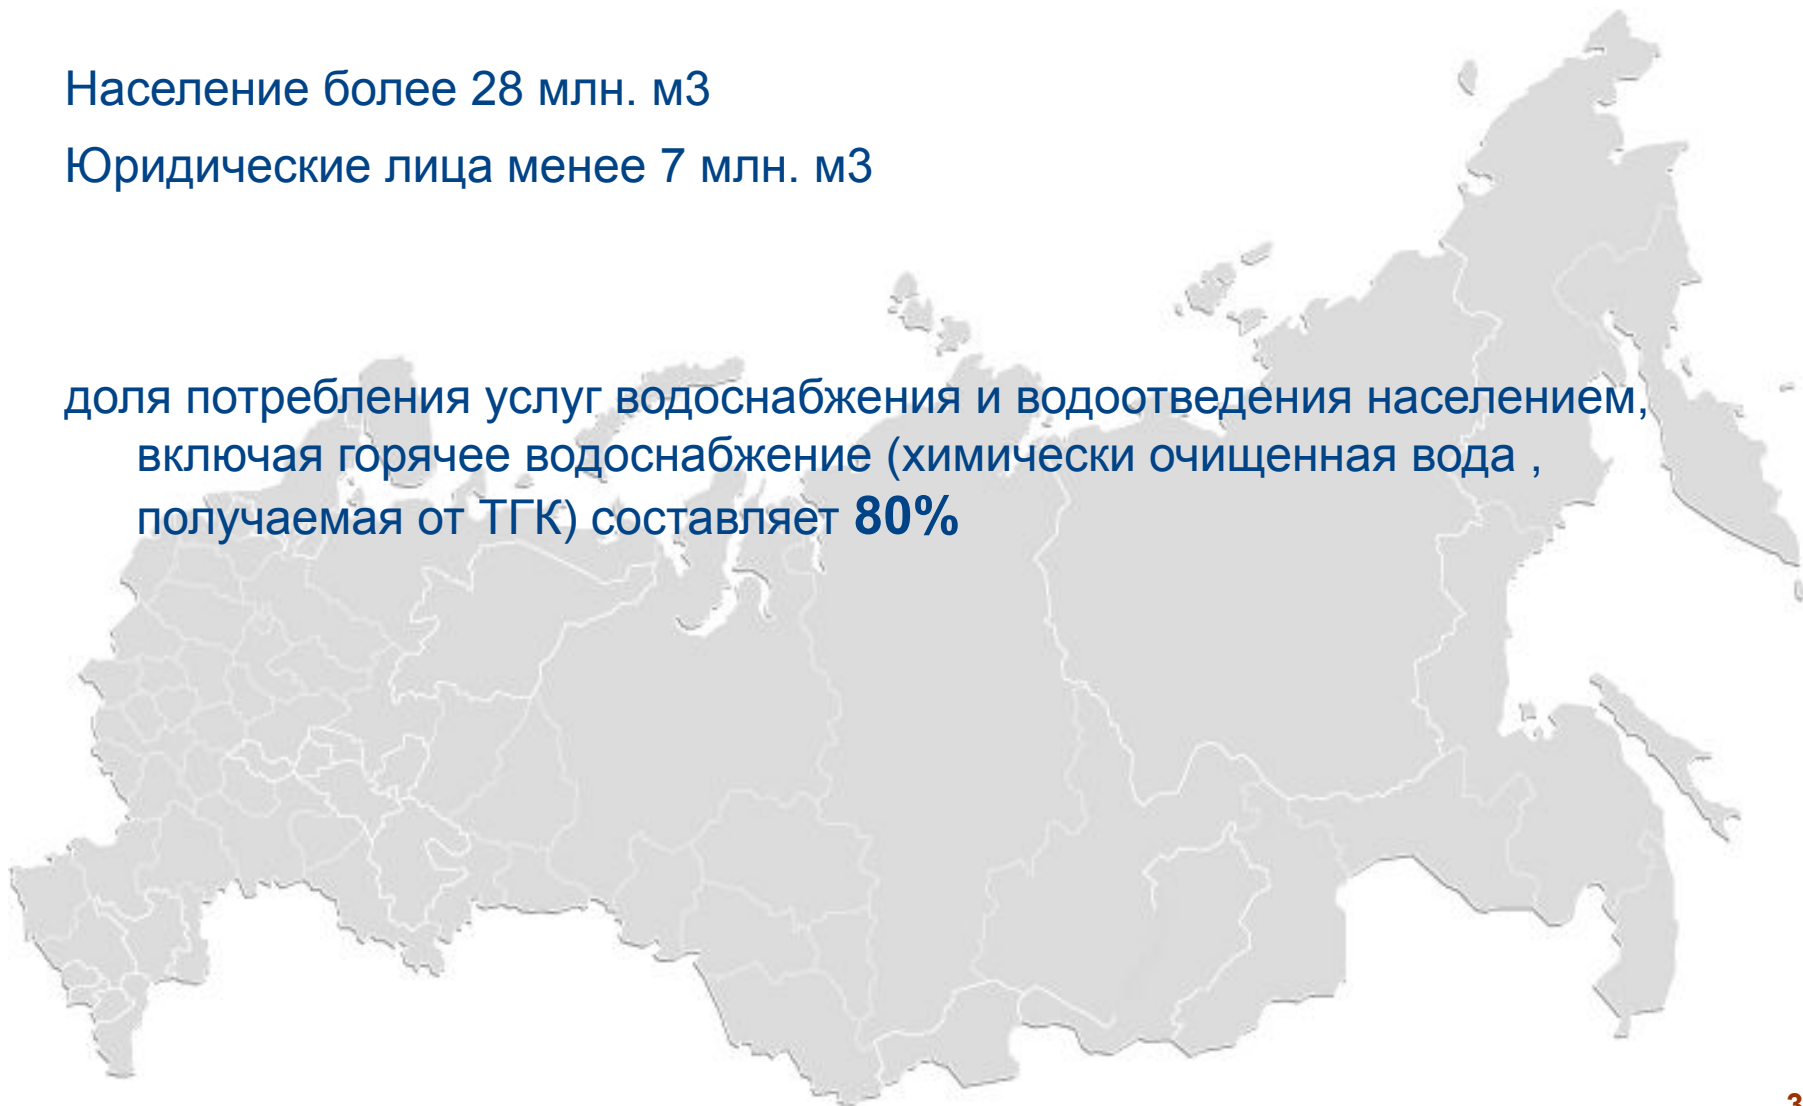 Население более 28 млн. м3
Юридические лица менее 7 млн. м3
доля потребления услуг водоснабжения и водоотведения населением,
включая горячее водоснабжение (химически очищенная вода ,
получаемая от ТГК) составляет 80%
3